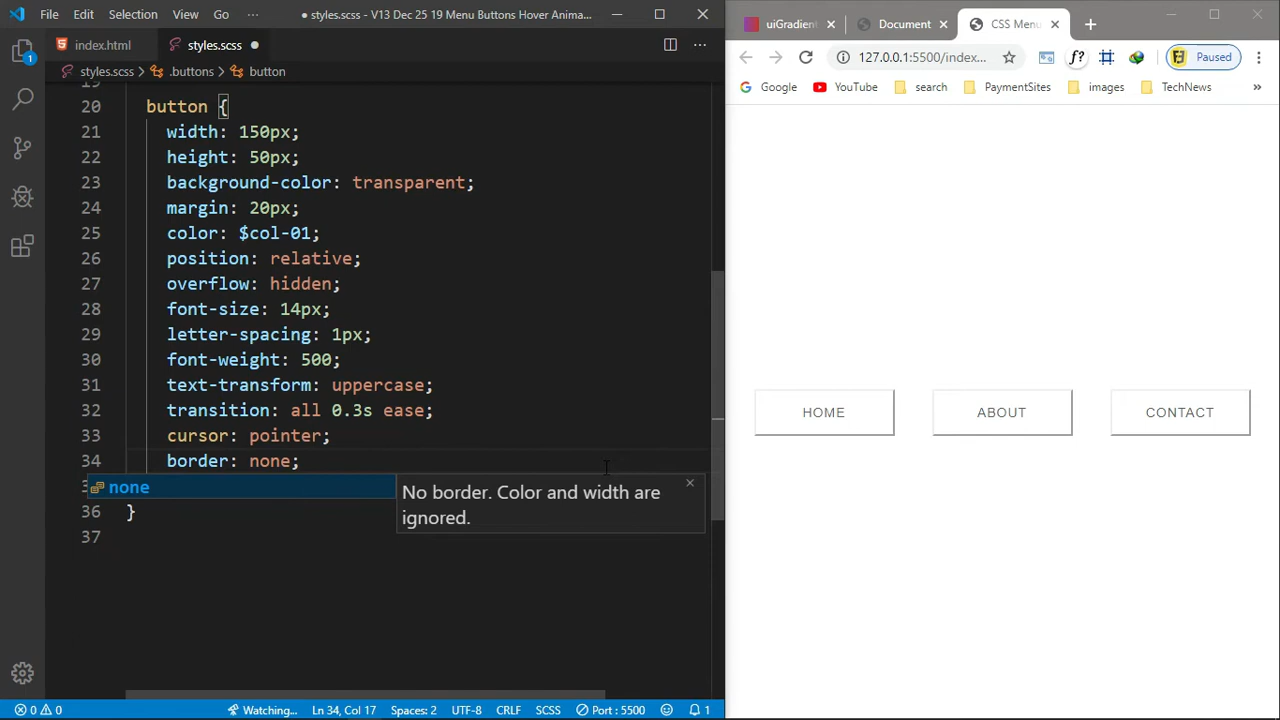 File Edit Selection View Go ··· ● styles.scss - V13 Dec 25 19 Menu Buttons Hover Anima...
index.html styles.scss ●
styles.scss > .buttons > button
20 button {
21 width: 150px;
22 height: 50px;
23 background-color: transparent;
24 margin: 20px;
25 color: $col-01;
26 position: relative;
27 overflow: hidden;
28 font-size: 14px;
29 letter-spacing: 1px;
30 font-weight: 500;
31 text-transform: uppercase;
32 transition: all 0.3s ease;
33 cursor: pointer;
34 border: none;
none
No border. Color and width are
ignored.
36 }
37
0 0 Watching... Ln 34, Col 17 Spaces: 2 UTF-8 CRLF SCSS Port : 5500 1
1
uiGradient Document CSS Menu
127.0.0.1:5500/index... f? Paused
Google YouTube search PaymentSites images TechNews »
HOME ABOUT CONTACT